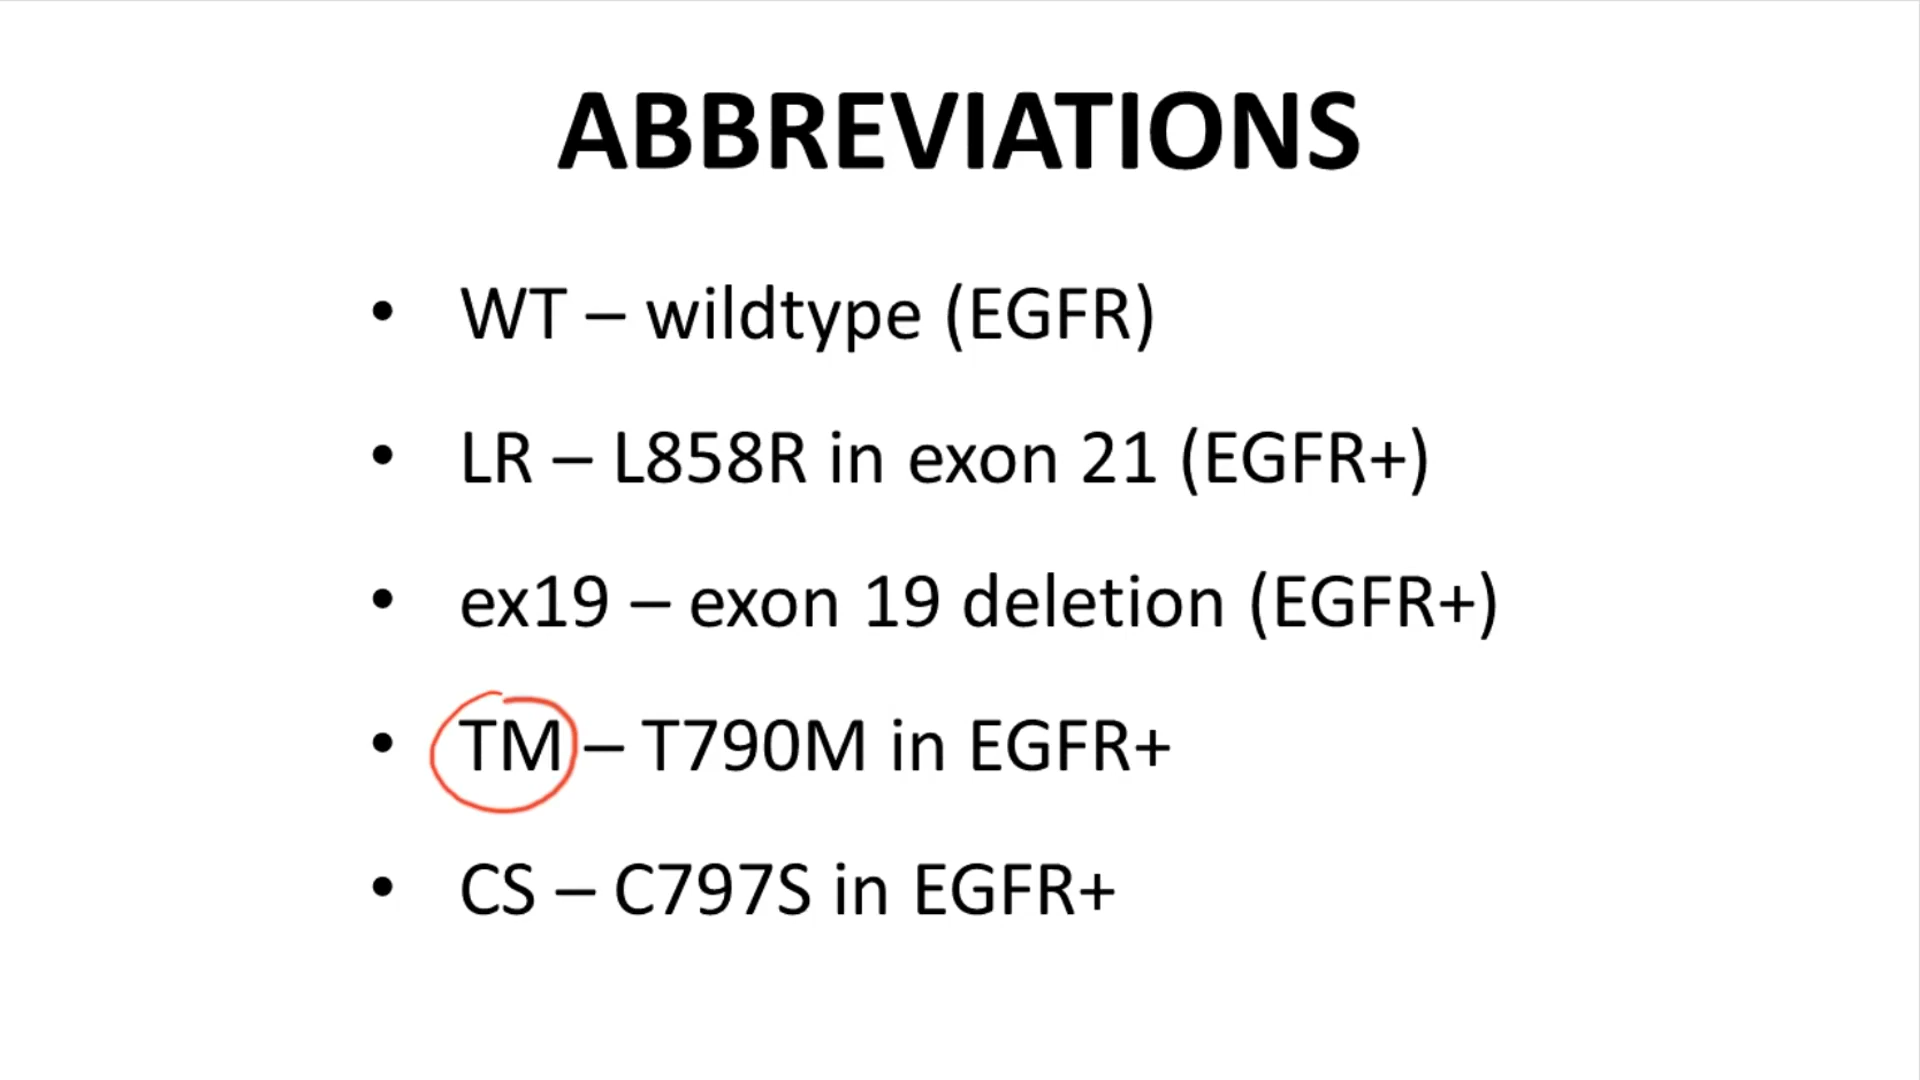 ABBREVIATIONS
• WT – wildtype (EGFR)
• LR – L858R in exon 21 (EGFR+)
• ex19 – exon 19 deletion (EGFR+)
• TM – T790M in EGFR+
• CS – C797S in EGFR+